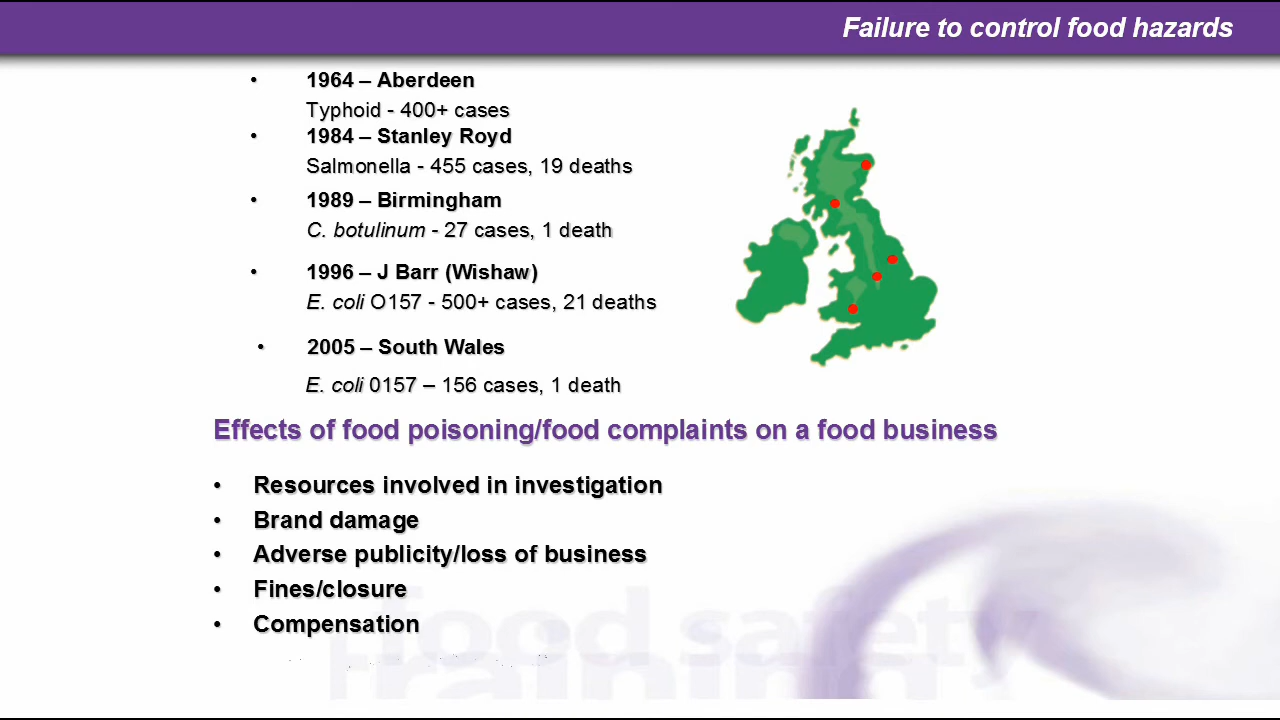 Failure to control food hazards
• 1964 – Aberdeen
Typhoid - 400+ cases
• 1984 – Stanley Royd
Salmonella - 455 cases, 19 deaths
• 1989 – Birmingham
C. botulinum - 27 cases, 1 death
• 1996 – J Barr (Wishaw)
E. coli O157 - 500+ cases, 21 deaths
• 2005 – South Wales
E. coli 0157 – 156 cases, 1 death
Effects of food poisoning/food complaints on a food business
• Resources involved in investigation
• Brand damage
• Adverse publicity/loss of business
• Fines/closure
• Compensation
food safety
training